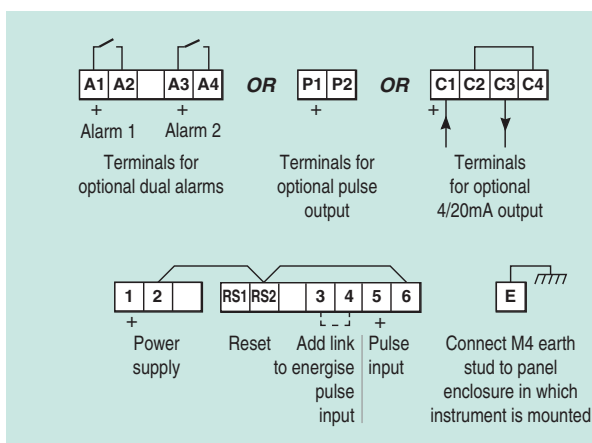 A1 A2 A3 A4 OR P1 P2 OR C1 C2 C3 C4
+ + + +
Alarm 1 Alarm 2
Terminals for
optional dual alarms
Terminals for
optional pulse
output
Terminals
for optional
4/20mA output
1 2 RS1 RS2 3 4 5 6 E
+ +
Power
supply
Reset
Add link
to energise
pulse
input
Pulse
input
Connect M4 earth
stud to panel
enclosure in which
instrument is mounted